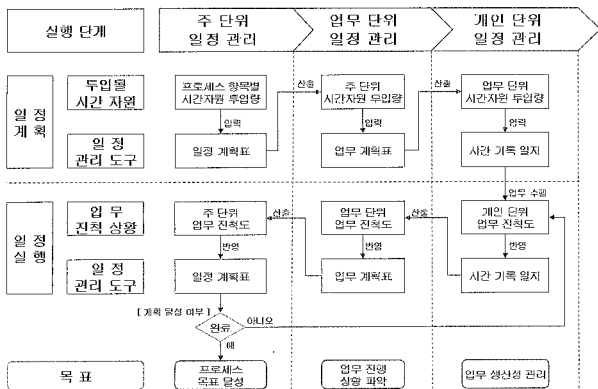 실행 단계
주 단위
일정 관리
업무 단위
일정 관리
개인 단위
일정 관리
일 정
계 획
투입될
시간 자원
프로세스 항목별
시간자원 투입량
산출
주 단위
시간자원 투입량
산출
업무 단위
시간자원 투입량
입력
입력
입력
일 정
관리 도구
일정 계획표
업무 계획표
시간 기록 일지
업무 수행
일 정
실 행
업 무
진척 상황
주 단위
업무 진척도
산출
업무 단위
업무 진척도
산출
개인 단위
업무 진척도
반영
반영
반영
일 정
관리 도구
일정 계획표
업무 계획표
시간 기록 일지
[ 계획 달성 여부 ]
완료
아니오
예
목 표
프로세스
목표 달성
업무 진행
상황 파악
업무 생산성 관리